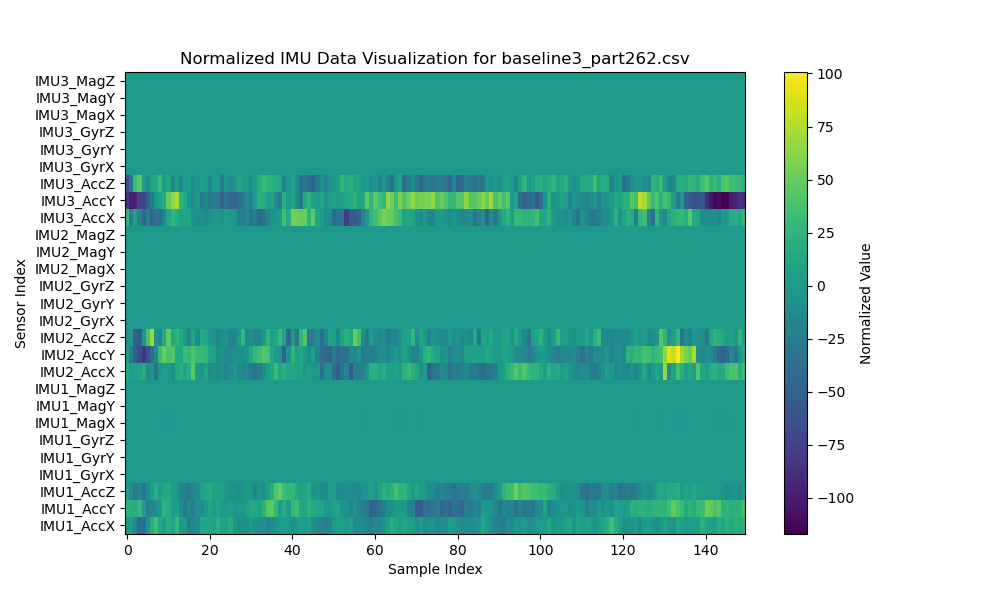 Normalized IMU Data Visualization for baseline3_part262.csv
IMU3_MagZ
IMU3_MagY
IMU3_MagX
IMU3_GyrZ
IMU3_GyrY
IMU3_GyrX
IMU3_AccZ
IMU3_AccY
IMU3_AccX
IMU2_MagZ
IMU2_MagY
IMU2_MagX
IMU2_GyrZ
IMU2_GyrY
IMU2_GyrX
IMU2_AccZ
IMU2_AccY
IMU2_AccX
IMU1_MagZ
IMU1_MagY
IMU1_MagX
IMU1_GyrZ
IMU1_GyrY
IMU1_GyrX
IMU1_AccZ
IMU1_AccY
IMU1_AccX
Sensor Index
0 20 40 60 80 100 120 140
Sample Index
100
75
50
25
0
−25
−50
−75
−100
Normalized Value